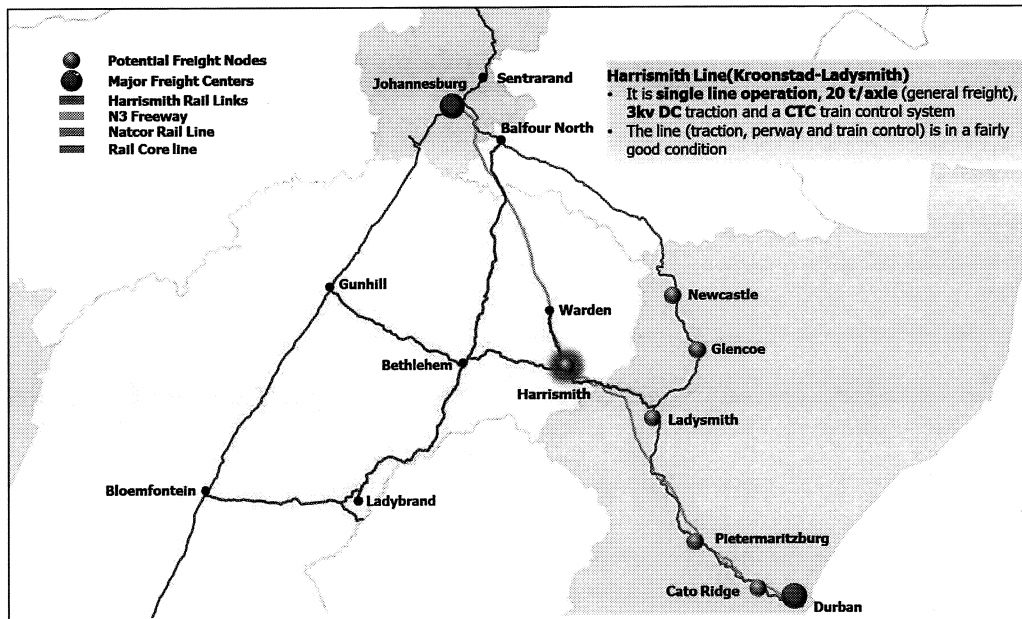 Potential Freight Nodes
Major Freight Centers
Harrismith Rail Links
N3 Freeway
Natcor Rail Line
Rail Core line
Harrismith Line(Kroonstad-Ladysmith)
• It is single line operation, 20 t/axle (general freight),
3kv DC traction and a CTC train control system
• The line (traction, perway and train control) is in a fairly
good condition
Johannesburg
Sentrarand
Balfour North
Gunhill
Newcastle
Warden
Glencoe
Bethlehem
Harrismith
Ladysmith
Bloemfontein
Ladybrand
Pietermaritzburg
Cato Ridge
Durban